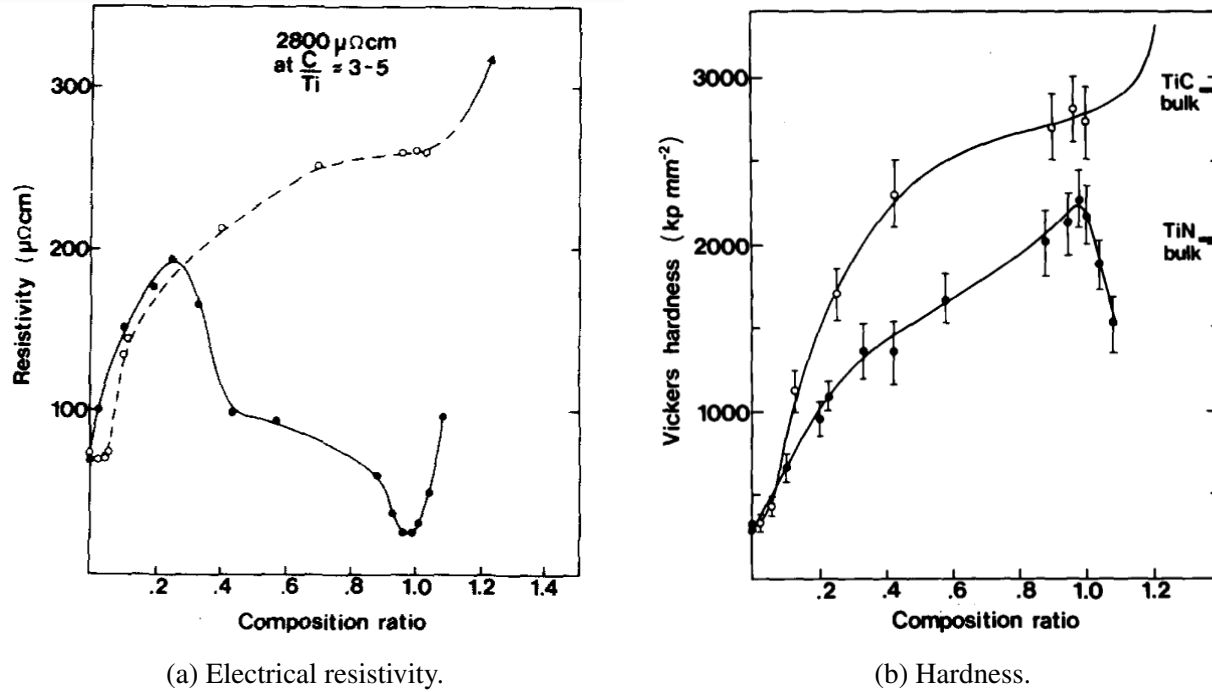 2800 μΩcm
at C/Ti ≈ 3-5
300
200
100
0
Resistivity (μΩcm)
.2 .4 .6 .8 1.0 1.2 1.4
Composition ratio
(a) Electrical resistivity.
3000
2000
1000
Vickers hardness (kp mm⁻²)
TiC
bulk
TiN
bulk
.2 .4 .6 .8 1.0 1.2
Composition ratio
(b) Hardness.